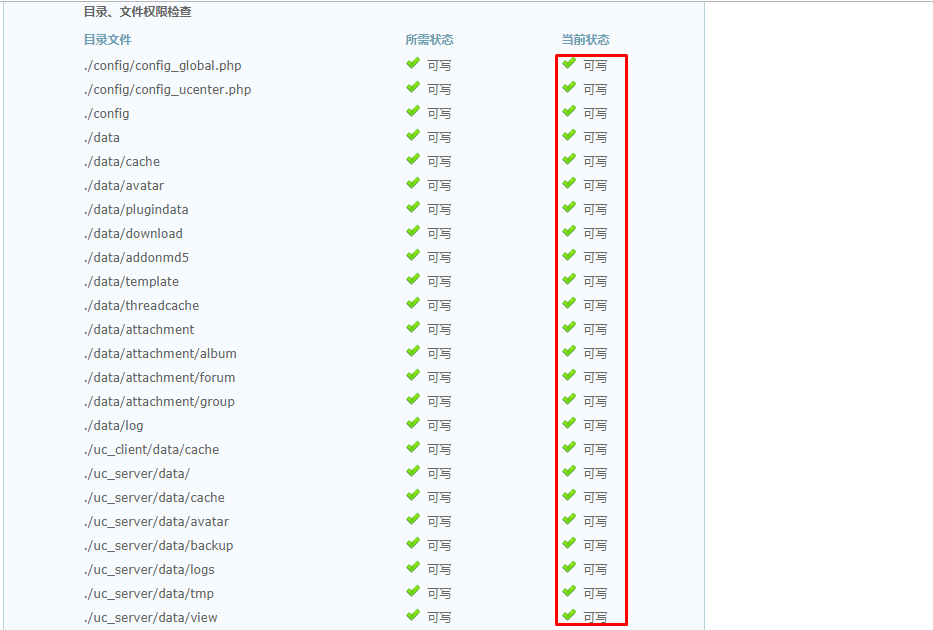 目录、文件权限检查
目录文件 所需状态 当前状态
./config/config_global.php 可写 可写
./config/config_ucenter.php 可写 可写
./config 可写 可写
./data 可写 可写
./data/cache 可写 可写
./data/avatar 可写 可写
./data/plugindata 可写 可写
./data/download 可写 可写
./data/addonmd5 可写 可写
./data/template 可写 可写
./data/threadcache 可写 可写
./data/attachment 可写 可写
./data/attachment/album 可写 可写
./data/attachment/forum 可写 可写
./data/attachment/group 可写 可写
./data/log 可写 可写
./uc_client/data/cache 可写 可写
./uc_server/data/ 可写 可写
./uc_server/data/cache 可写 可写
./uc_server/data/avatar 可写 可写
./uc_server/data/backup 可写 可写
./uc_server/data/logs 可写 可写
./uc_server/data/tmp 可写 可写
./uc_server/data/view 可写 可写